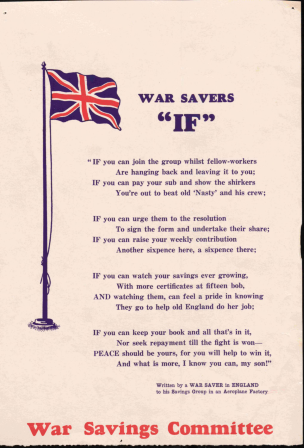 WAR SAVERS
"IF"
"IF you can join the group whilst fellow-workers
Are hanging back and leaving it to you;
IF you can pay your sub and show the shirkers
You're out to beat old 'Nasty' and his crew;
IF you can urge them to the resolution
To sign the form and undertake their share;
IF you can raise your weekly contribution
Another sixpence here, a sixpence there;
IF you can watch your savings ever growing,
With more certificates at fifteen bob,
AND watching them, can feel a pride in knowing
They go to help old England do her job;
IF you can keep your book and all that's in it,
Nor seek repayment till the fight is won—
PEACE should be yours, for you will help to win it,
And what is more, I know you can, my son!"
Written by a WAR SAVER in ENGLAND
to his Savings Group in an Aeroplane Factory
War Savings Committee